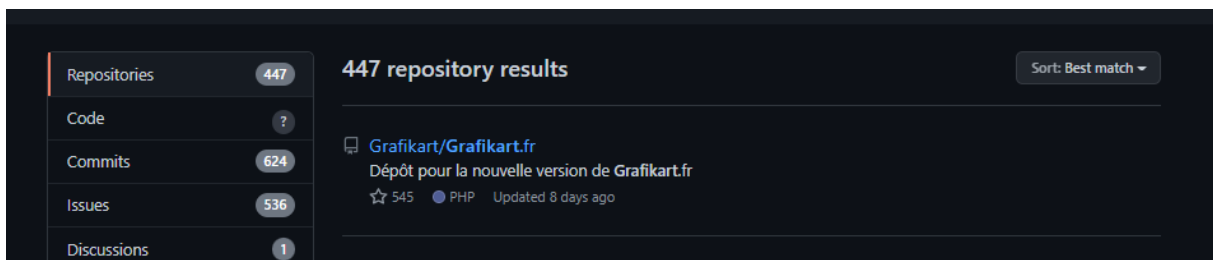 Repositories 447
Code ?
Commits 624
Issues 536
Discussions 1
447 repository results
Sort: Best match
Grafikart/Grafikart.fr
Dépôt pour la nouvelle version de Grafikart.fr
545 PHP Updated 8 days ago